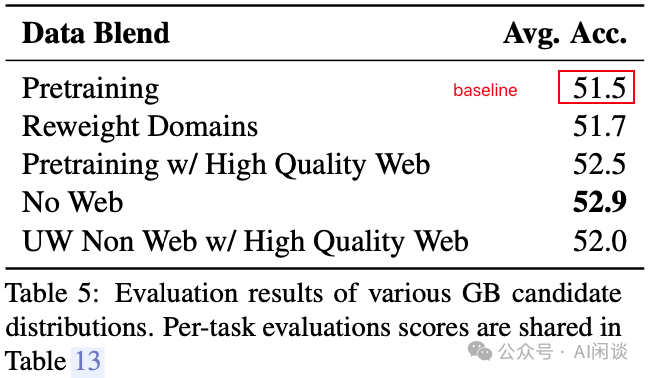 Data Blend Avg. Acc.
Pretraining baseline 51.5
Reweight Domains 51.7
Pretraining w/ High Quality Web 52.5
No Web 52.9
UW Non Web w/ High Quality Web 52.0
Table 5: Evaluation results of various GB candidate
distributions. Per-task evaluations scores are shared in
Table 13
公众号 · AI闲谈